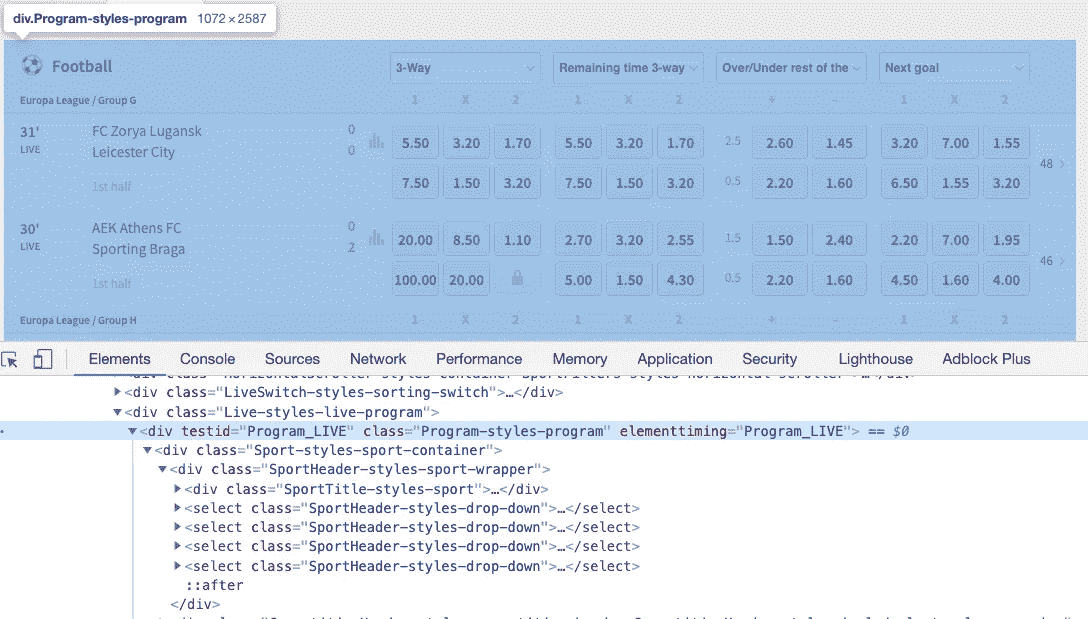 div.Program-styles-program 1072 × 2587
Football 3-Way Remaining time 3-way Over/Under rest of the Next goal
Europa League / Group G 1 X 2 1 X 2 + - 1 X 2
31' FC Zorya Lugansk 0
LIVE Leicester City 0
5.50 3.20 1.70 5.50 3.20 1.70 2.5 2.60 1.45 3.20 7.00 1.55
48 >
1st half 7.50 1.50 3.20 7.50 1.50 3.20 0.5 2.20 1.60 6.50 1.55 3.20
30' AEK Athens FC 0
LIVE Sporting Braga 2
20.00 8.50 1.10 2.70 3.20 2.55 1.5 1.50 2.40 2.20 7.00 1.95
46 >
1st half 100.00 20.00 5.00 1.50 4.30 0.5 2.20 1.60 4.50 1.60 4.00
Europa League / Group H 1 X 2 1 X 2 + - 1 X 2
Elements Console Sources Network Performance Memory Application Security Lighthouse Adblock Plus
<div class="LiveSwitch-styles-sorting-switch">…</div>
<div class="Live-styles-live-program">
<div testid="Program_LIVE" class="Program-styles-program" elementtiming="Program_LIVE"> == $0
<div class="Sport-styles-sport-container">
<div class="SportHeader-styles-sport-wrapper">
<div class="SportTitle-styles-sport">…</div>
<select class="SportHeader-styles-drop-down">…</select>
<select class="SportHeader-styles-drop-down">…</select>
<select class="SportHeader-styles-drop-down">…</select>
<select class="SportHeader-styles-drop-down">…</select>
::after
</div>